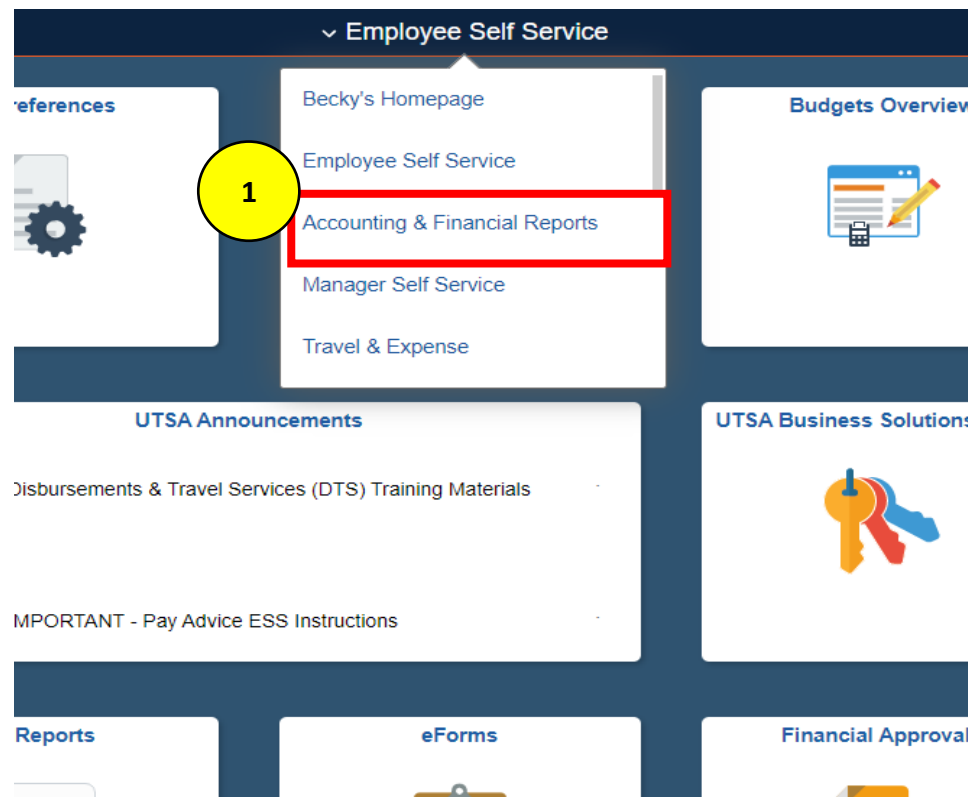 Employee Self Service
eferences
Becky's Homepage
Budgets Overview
Employee Self Service
1
Accounting & Financial Reports
Manager Self Service
Travel & Expense
UTSA Announcements
UTSA Business Solutions
Disbursements & Travel Services (DTS) Training Materials
MPORTANT - Pay Advice ESS Instructions
Reports
eForms
Financial Approval